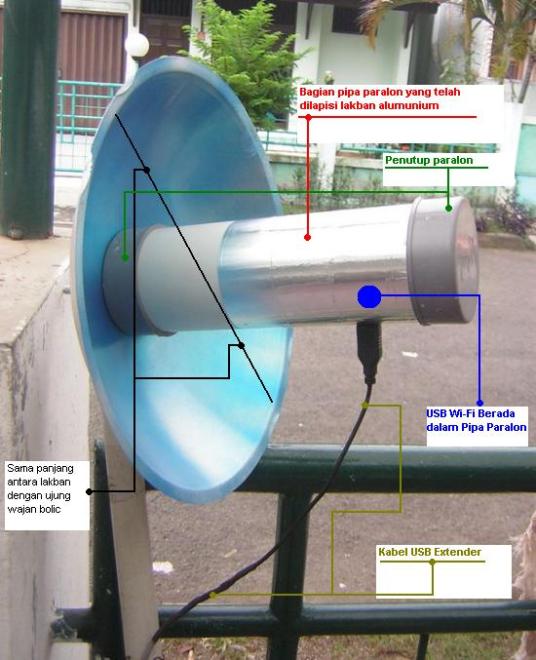 Bagian pipa paralon yang telah
dilapisi lakban alumunium
Penutup paralon
USB Wi-Fi Berada
dalam Pipa Paralon
Sama panjang
antara lakban
dengan ujung
wajan bolic
Kabel USB Extender